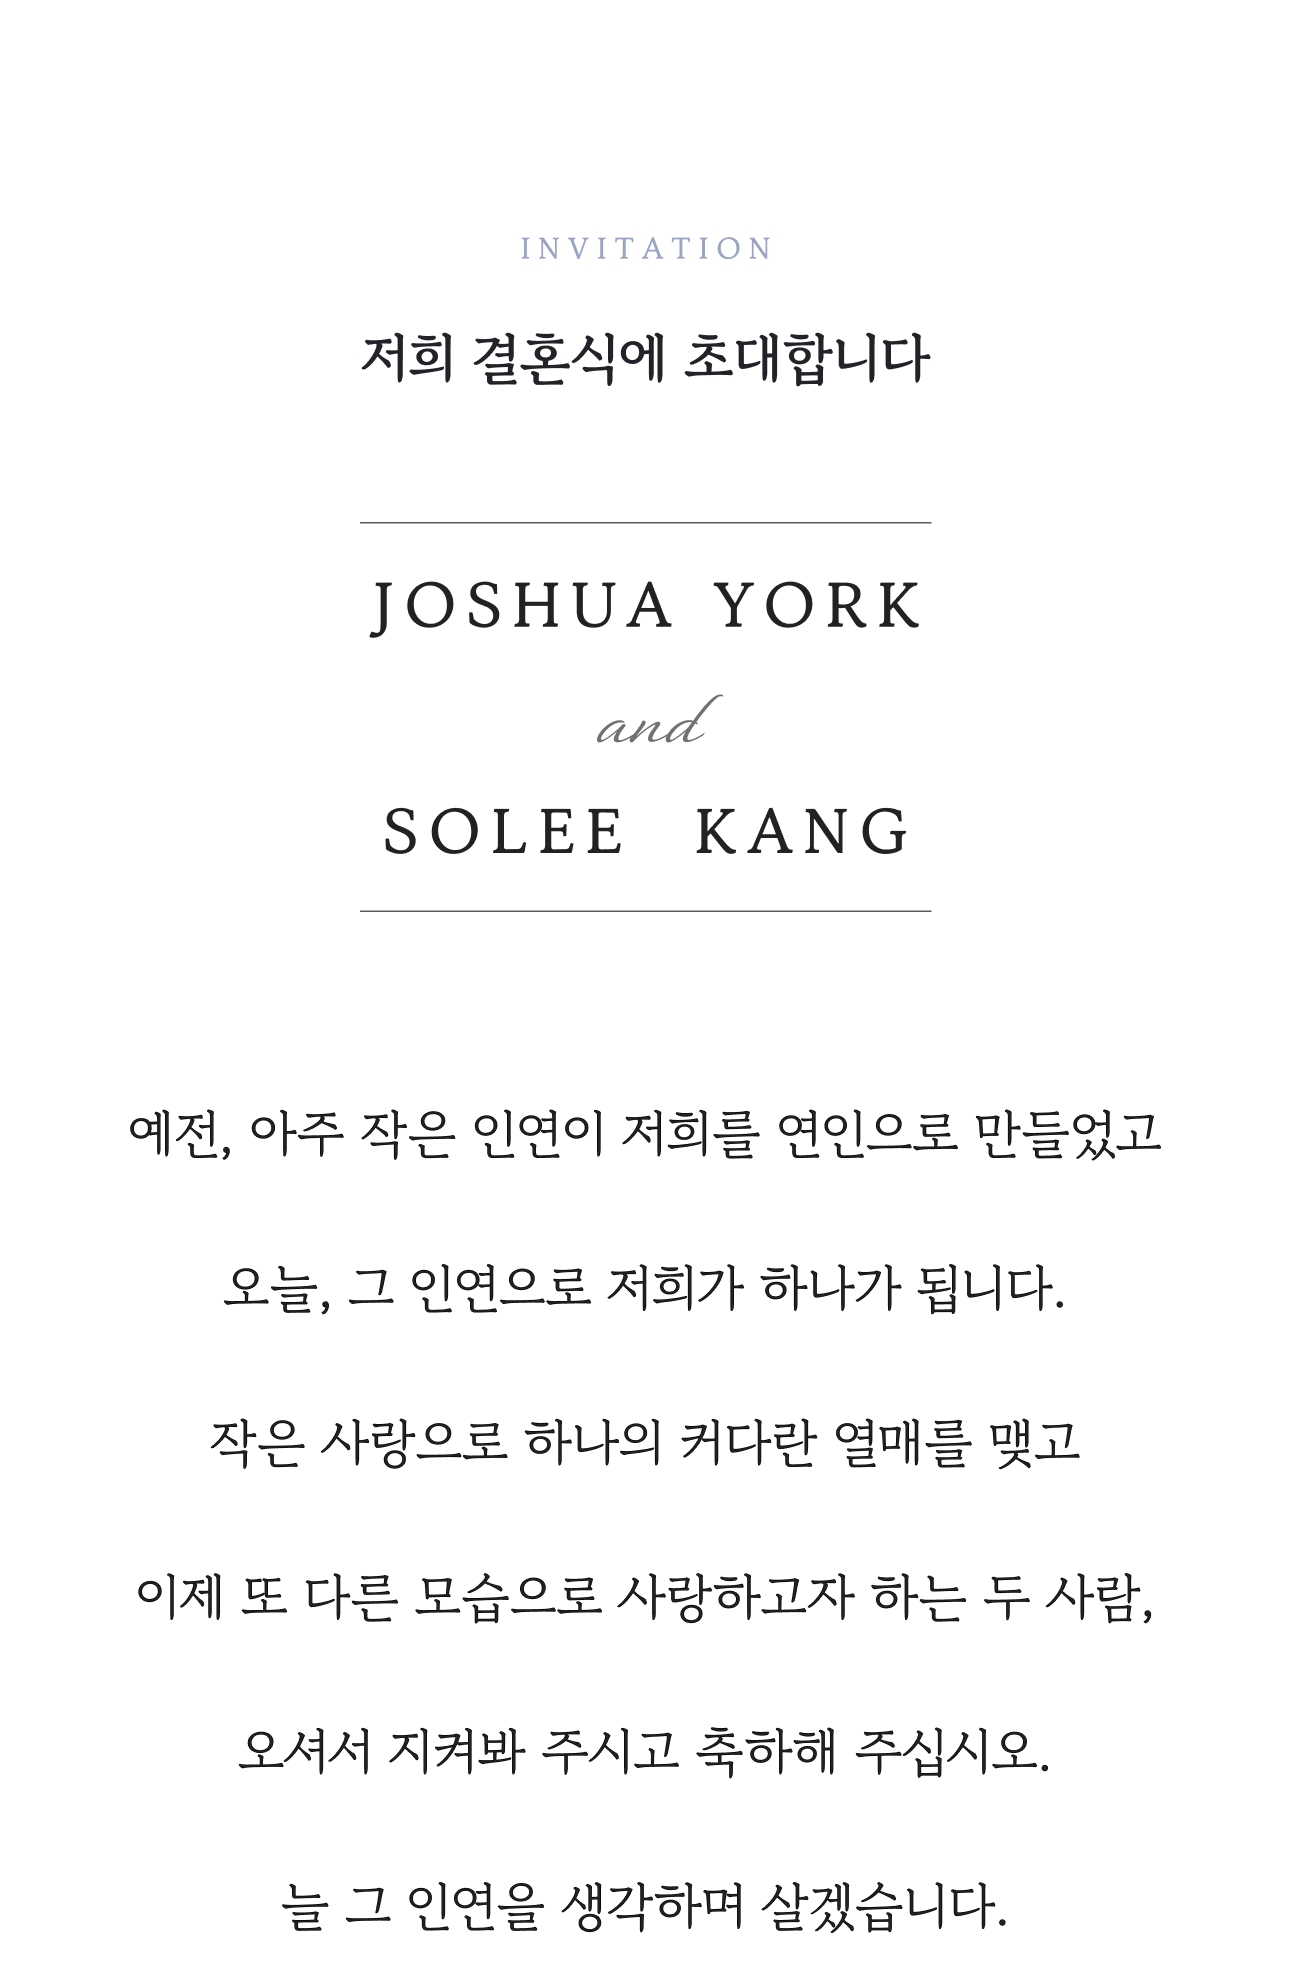 INVITATION
저희 결혼식에 초대합니다
JOSHUA YORK
and
SOLEE KANG
예전, 아주 작은 인연이 저희를 연인으로 만들었고
오늘, 그 인연으로 저희가 하나가 됩니다.
작은 사랑으로 하나의 커다란 열매를 맺고
이제 또 다른 모습으로 사랑하고자 하는 두 사람,
오셔서 지켜봐 주시고 축하해 주십시오.
늘 그 인연을 생각하며 살겠습니다.